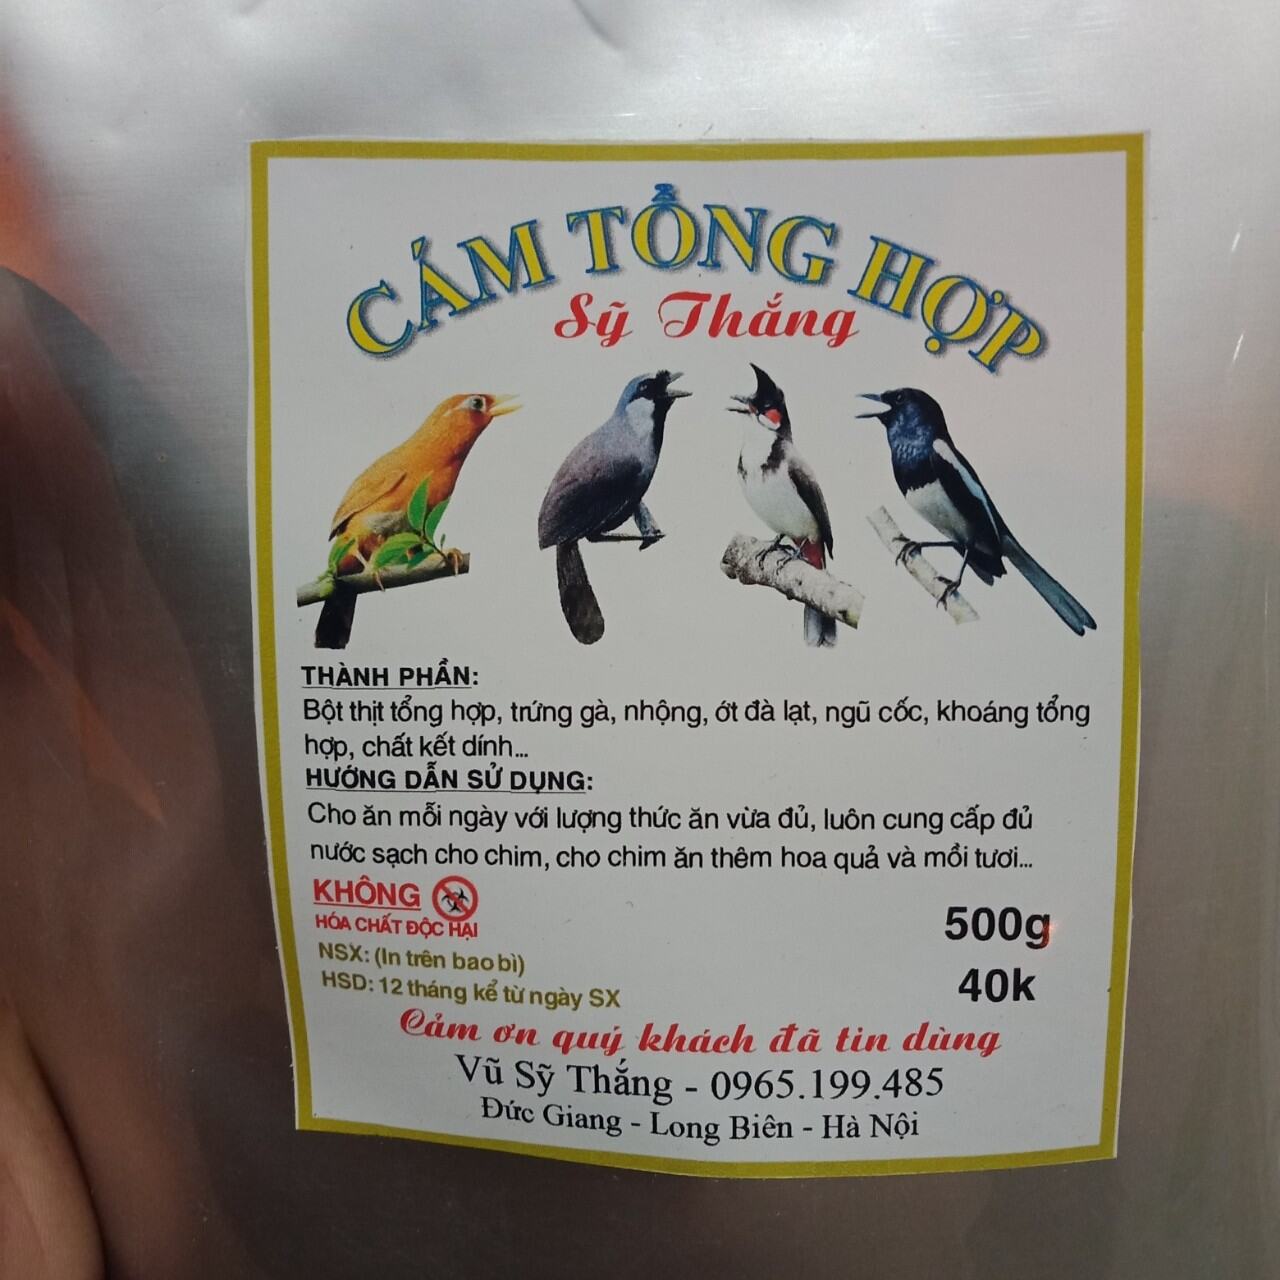 CÁM TỔNG HỢP
Sỹ Thắng
THÀNH PHẦN:
Bột thịt tổng hợp, trứng gà, nhộng, ớt đà lạt, ngũ cốc, khoáng tổng
hợp, chất kết dính...
HƯỚNG DẪN SỬ DỤNG:
Cho ăn mỗi ngày với lượng thức ăn vừa đủ, luôn cung cấp đủ
nước sạch cho chim, cho chim ăn thêm hoa quả và mồi tươi...
KHÔNG
HÓA CHẤT ĐỘC HẠI
500g
NSX: (In trên bao bì)
HSD: 12 tháng kể từ ngày SX
40k
Cảm ơn quý khách đã tin dùng
Vũ Sỹ Thắng - 0965.199.485
Đức Giang - Long Biên - Hà Nội